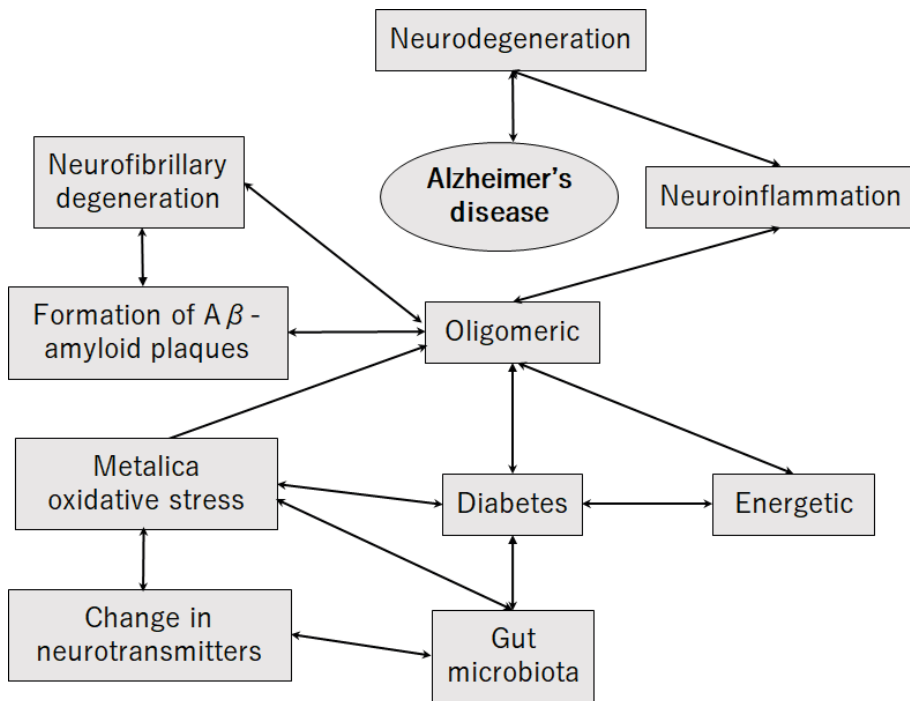 Neurodegeneration
Alzheimer's
disease
Neurofibrillary
degeneration
Neuroinflammation
Formation of Aβ-
amyloid plaques
Oligomeric
Metalica
oxidative stress
Diabetes
Energetic
Change in
neurotransmitters
Gut
microbiota